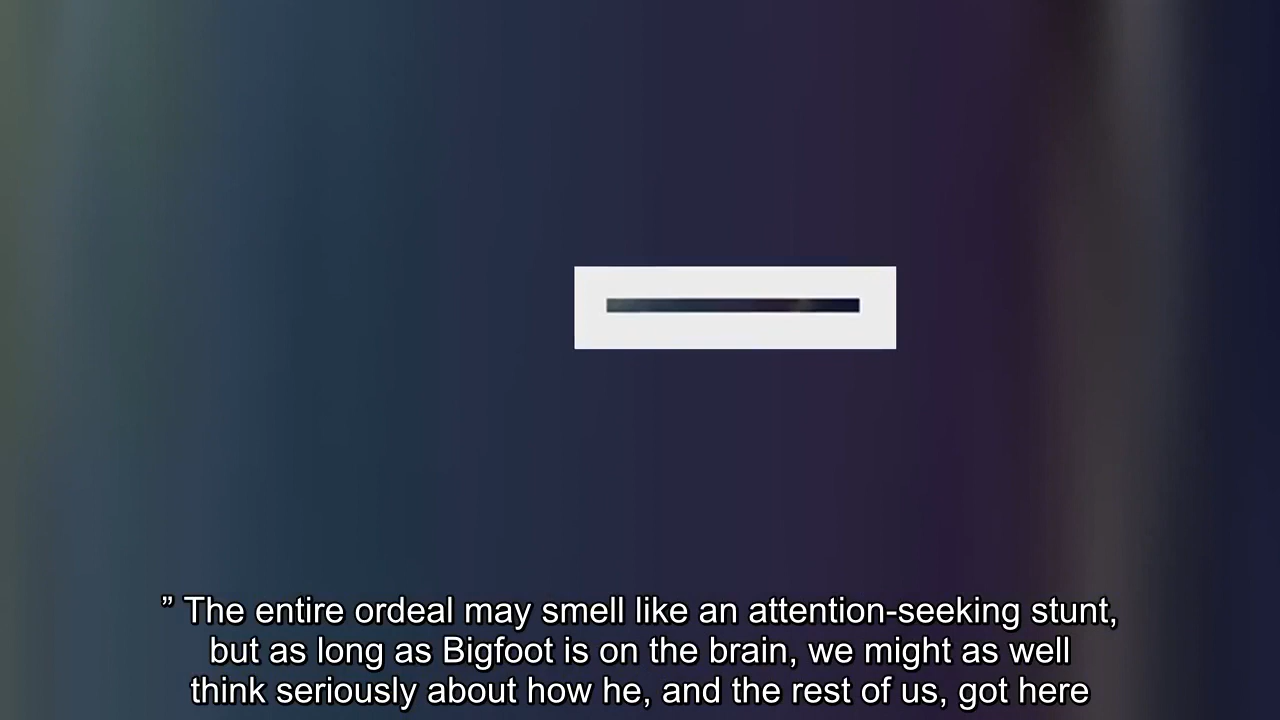 ” The entire ordeal may smell like an attention-seeking stunt,
but as long as Bigfoot is on the brain, we might as well
think seriously about how he, and the rest of us, got here